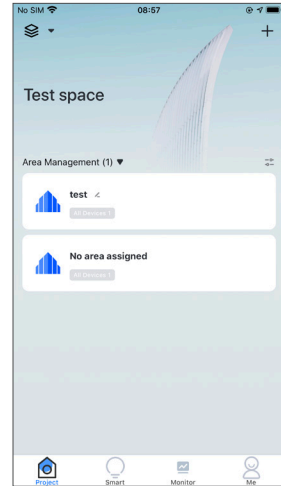 No SIM 08:57
Test space
Area Management (1) ▼
test
All Devices 1
No area assigned
All Devices 1
Project Smart Monitor Me